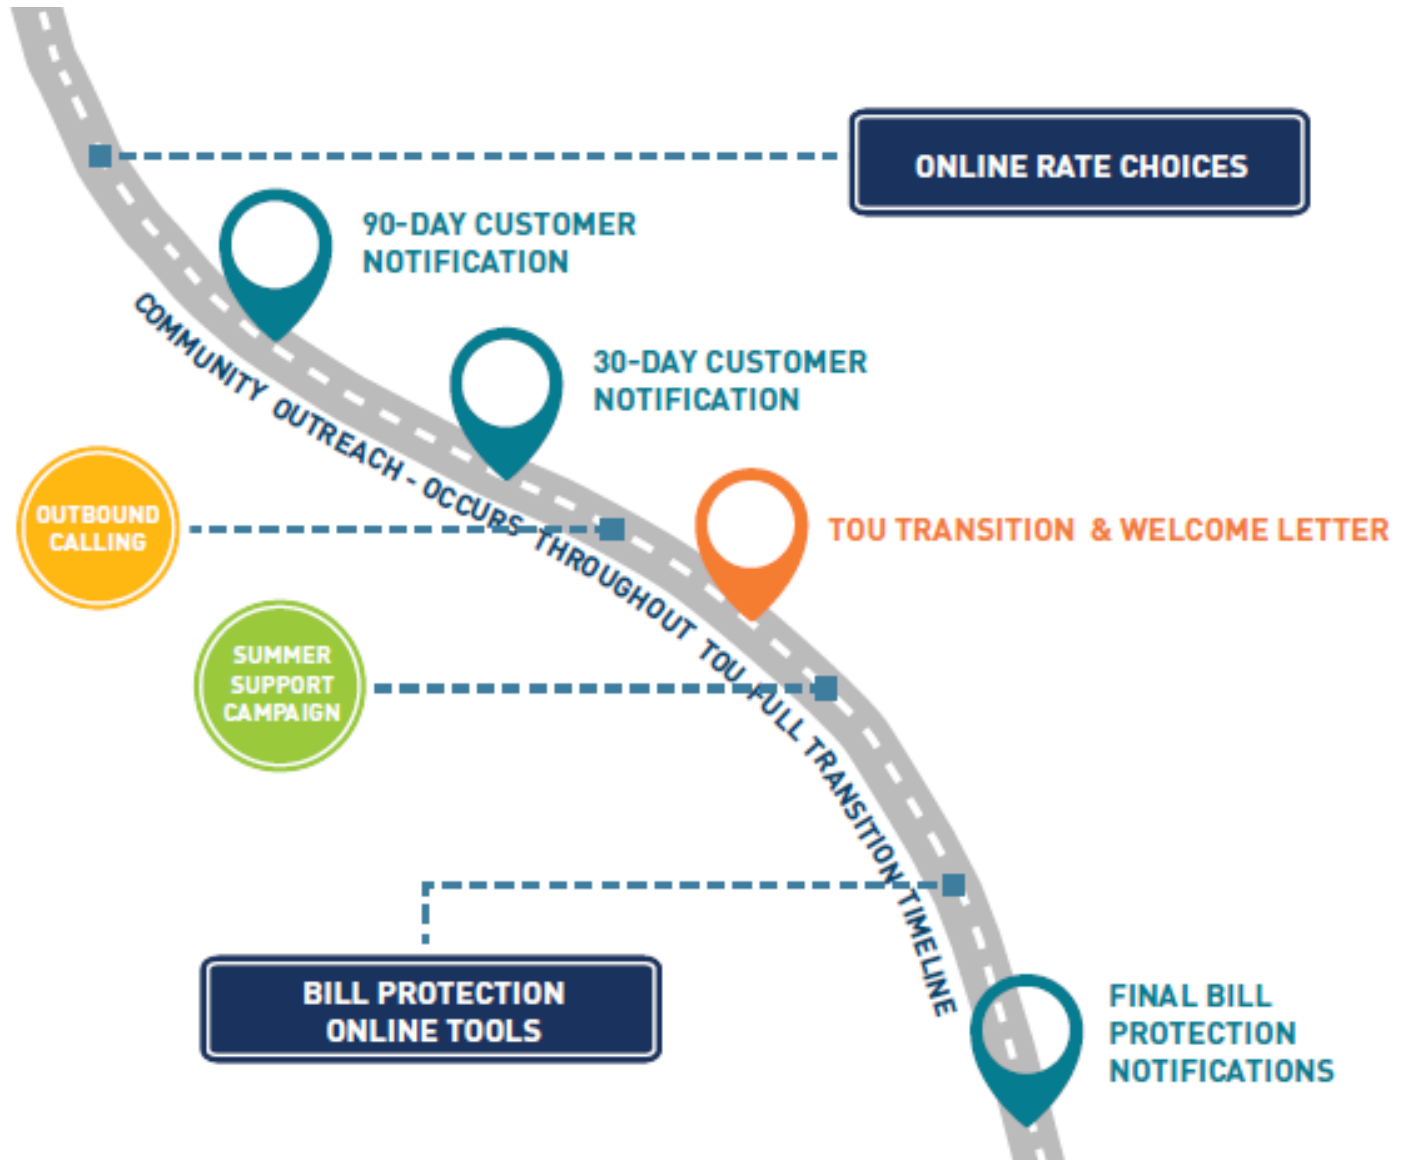 ONLINE RATE CHOICES
90-DAY CUSTOMER
NOTIFICATION
COMMUNITY OUTREACH - OCCURS THROUGHOUT TOU FULL TRANSITION TIMELINE
30-DAY CUSTOMER
NOTIFICATION
OUTBOUND
CALLING
TOU TRANSITION & WELCOME LETTER
SUMMER
SUPPORT
CAMPAIGN
BILL PROTECTION
ONLINE TOOLS
FINAL BILL
PROTECTION
NOTIFICATIONS